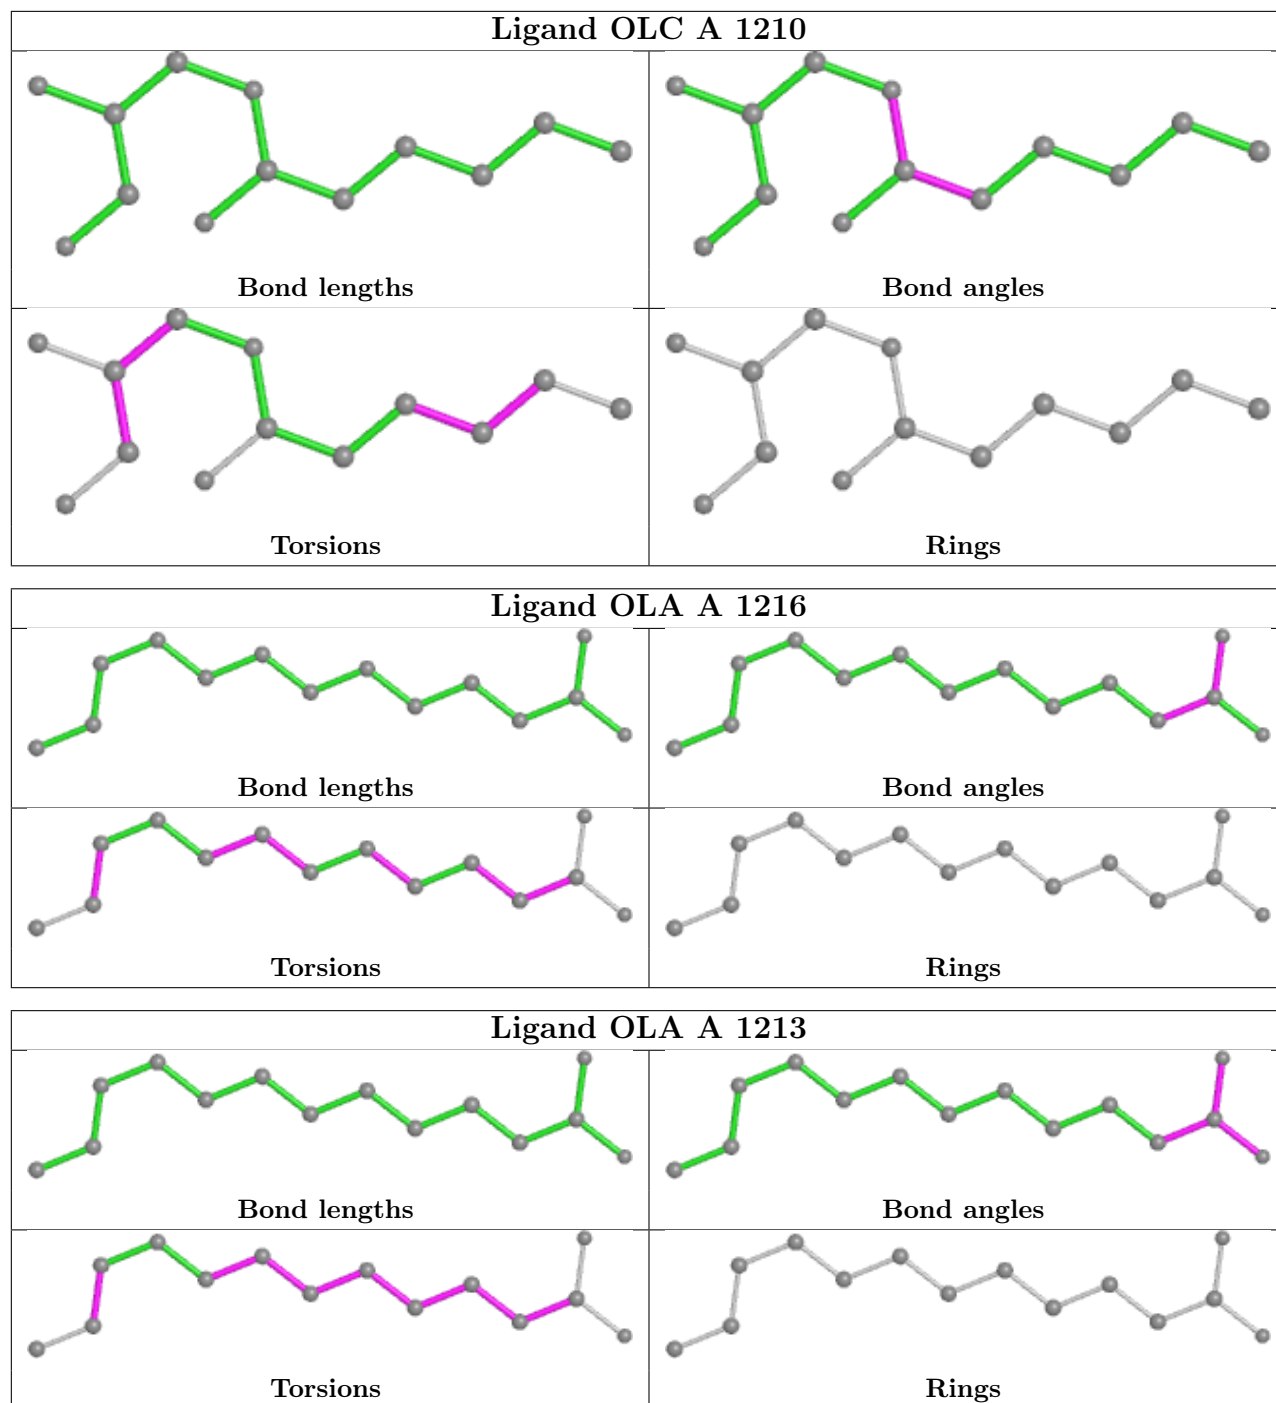 Ligand OLC A 1210
Bond lengths
Bond angles
Torsions
Rings
Ligand OLA A 1216
Bond lengths
Bond angles
Torsions
Rings
Ligand OLA A 1213
Bond lengths
Bond angles
Torsions
Rings